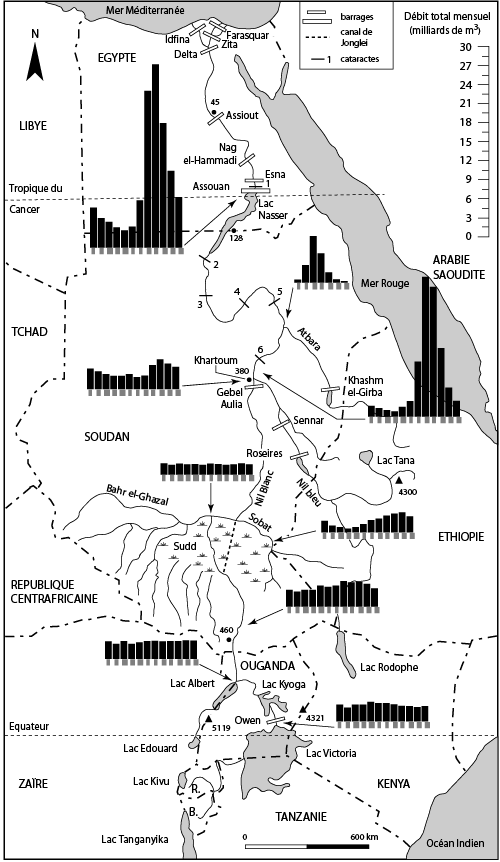 Mer Méditerranée
barrages
canal de
Jonglei
1 cataractes
Débit total mensuel
(milliards de m³)
30
27
24
21
18
15
12
9
6
3
0
N
Idfina
Farasquar
Zita
Delta
EGYPTE
LIBYE
45
Assiout
Nag
el-Hammadi
Esna
1
Assouan
Lac
Nasser
Tropique du
Cancer
128
2
ARABIE
SAOUDITE
Mer Rouge
3
4
5
TCHAD
Atbara
6
Khartoum
380
Gebel
Aulia
Khashm
el-Girba
Sennar
SOUDAN
Roseires
Lac Tana
4300
Nil Blanc
Nil bleu
Bahr el-Ghazal
Sobat
Sudd
ETHIOPIE
REPUBLIQUE
CENTRAFRICAINE
460
OUGANDA
Lac Rodophe
Lac Albert
Lac Kyoga
4321
Owen
5119
Equateur
Lac Edouard
Lac Victoria
ZAÏRE
Lac Kivu
R.
B.
KENYA
TANZANIE
Lac Tanganyika
0
600 km
Océan Indien